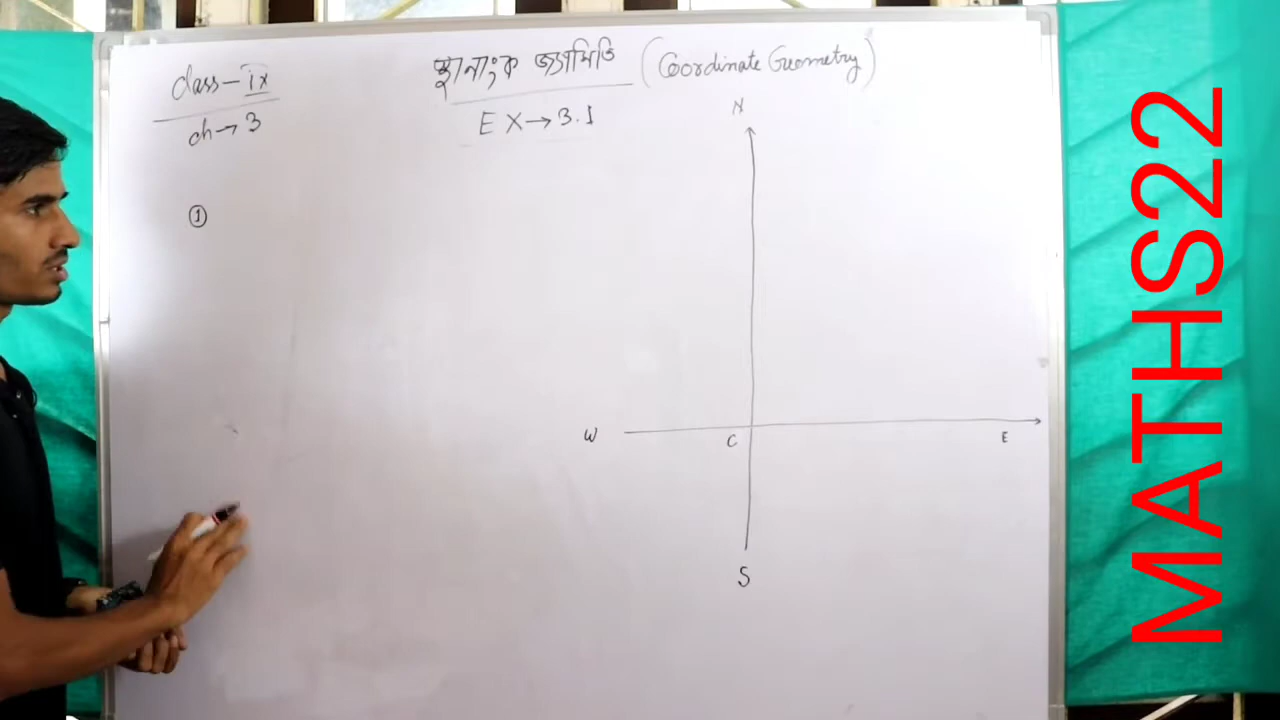 class - IX
স্থানাংক জ্যামিতি (Coordinate Geometry)
ch → 3
EX → 3.1
①
N
W
C
E
S
MATHS22